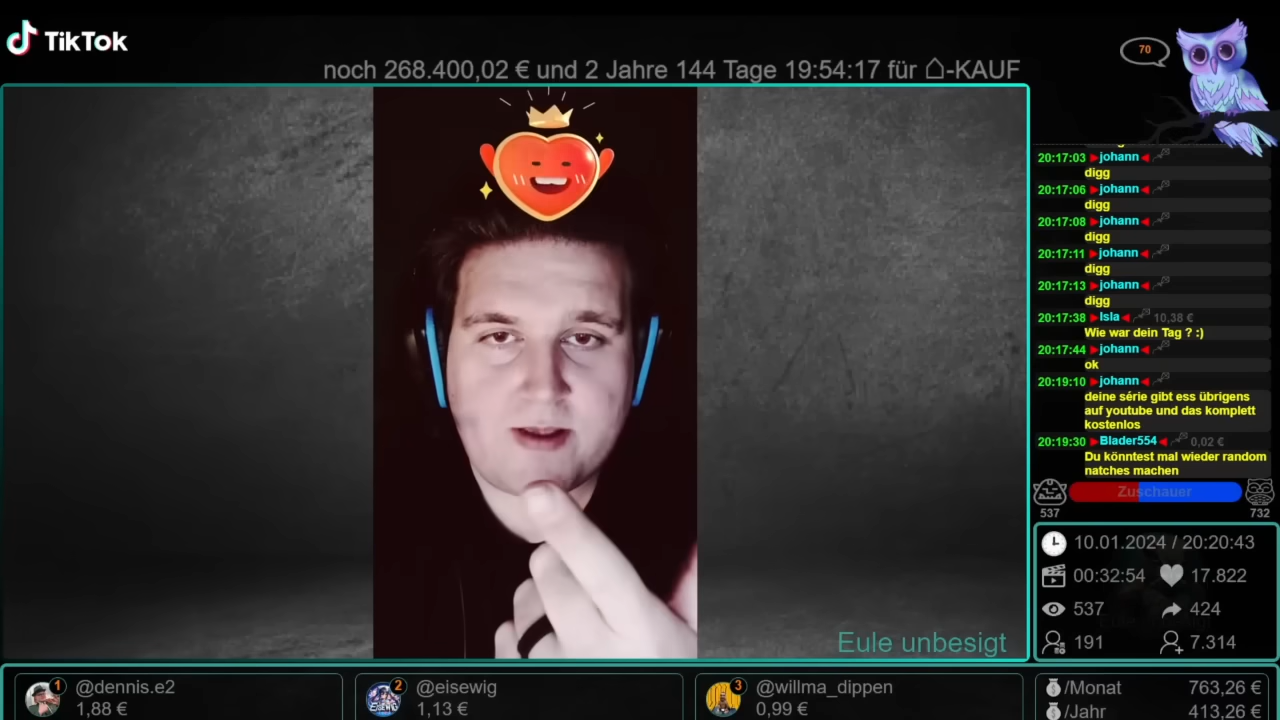 TikTok
noch 268.400,02 € und 2 Jahre 144 Tage 19:54:17 für ⌂-KAUF
70
20:17:03 johann
digg
20:17:06 johann
digg
20:17:08 johann
digg
20:17:11 johann
digg
20:17:13 johann
digg
20:17:38 Isla 10,38 €
Wie war dein Tag ? :)
20:17:44 johann
ok
20:19:10 johann
deine série gibt ess übrigens
auf youtube und das komplett
kostenlos
20:19:30 Blader554 0,02 €
Du könntest mal wieder random
natches machen
Zuschauer
537 732
10.01.2024 / 20:20:43
00:32:54 17.822
537 424
191 7.314
Eule unbesigt
1 @dennis.e2
1,88 €
2 @eisewig
1,13 €
3 @willma_dippen
0,99 €
/Monat 763,26 €
/Jahr 413,26 €